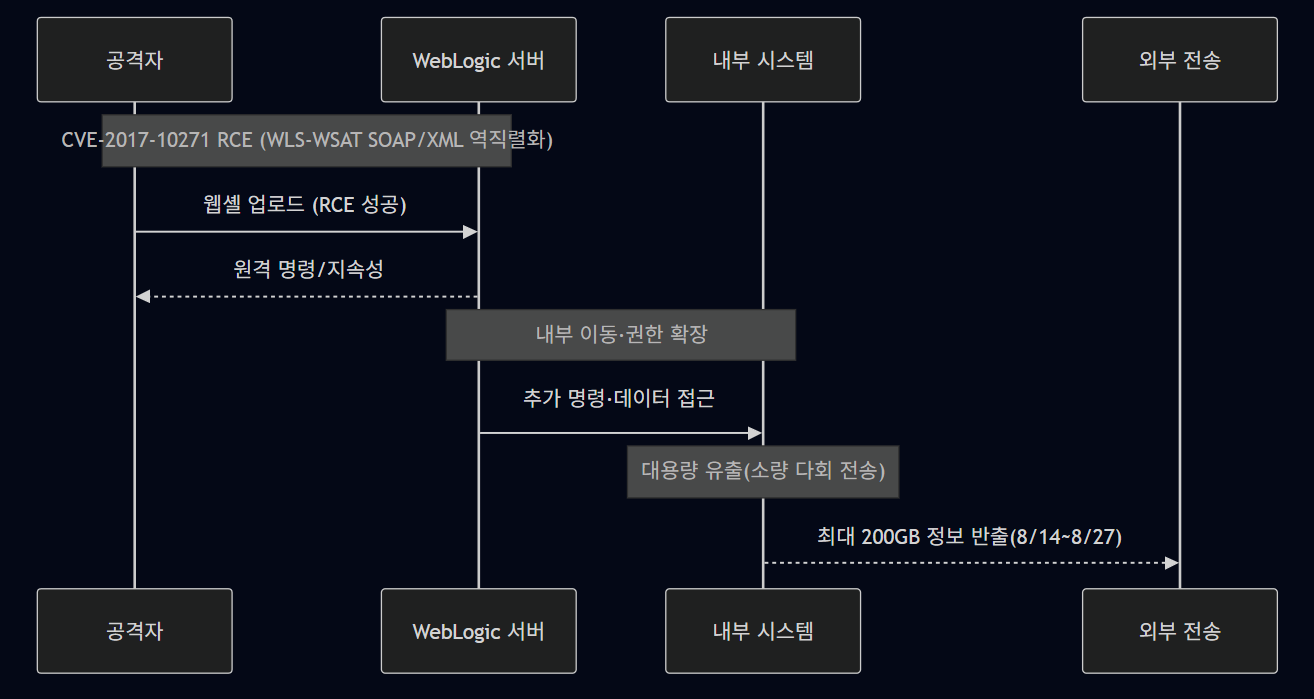 공격자
WebLogic 서버
내부 시스템
외부 전송
CVE-2017-10271 RCE (WLS-WSAT SOAP/XML 역직렬화)
웹셸 업로드 (RCE 성공)
원격 명령/지속성
내부 이동·권한 확장
추가 명령·데이터 접근
대용량 유출(소량 다회 전송)
최대 200GB 정보 반출(8/14~8/27)
공격자
WebLogic 서버
내부 시스템
외부 전송